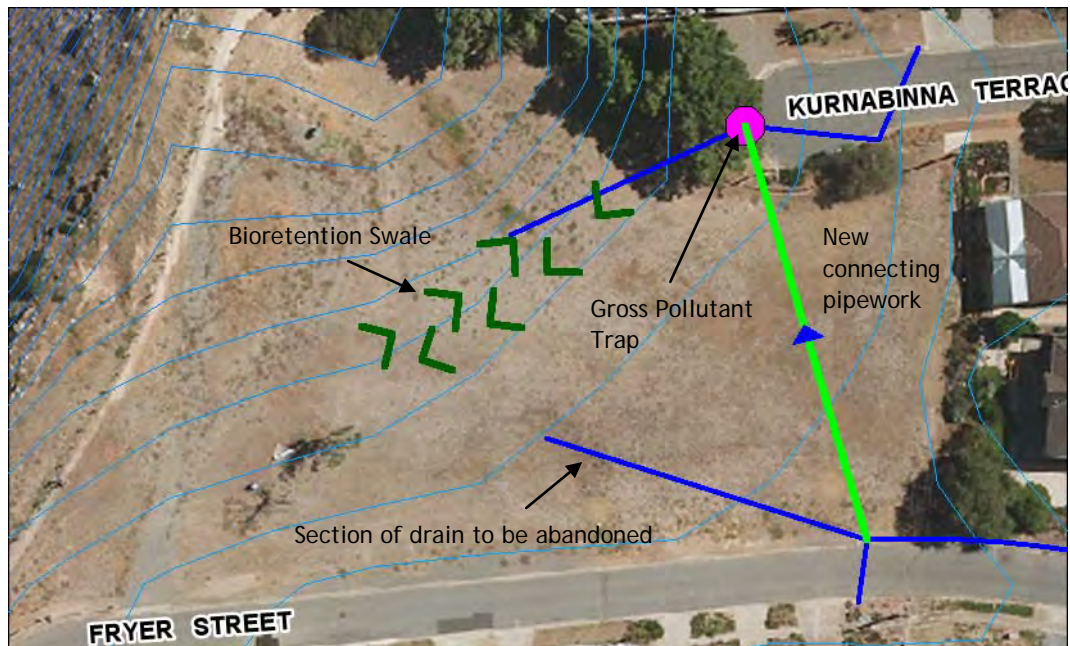 KURNABINNA TERRAC
Bioretention Swale
New
connecting
pipework
Gross Pollutant
Trap
Section of drain to be abandoned
FRYER STREET